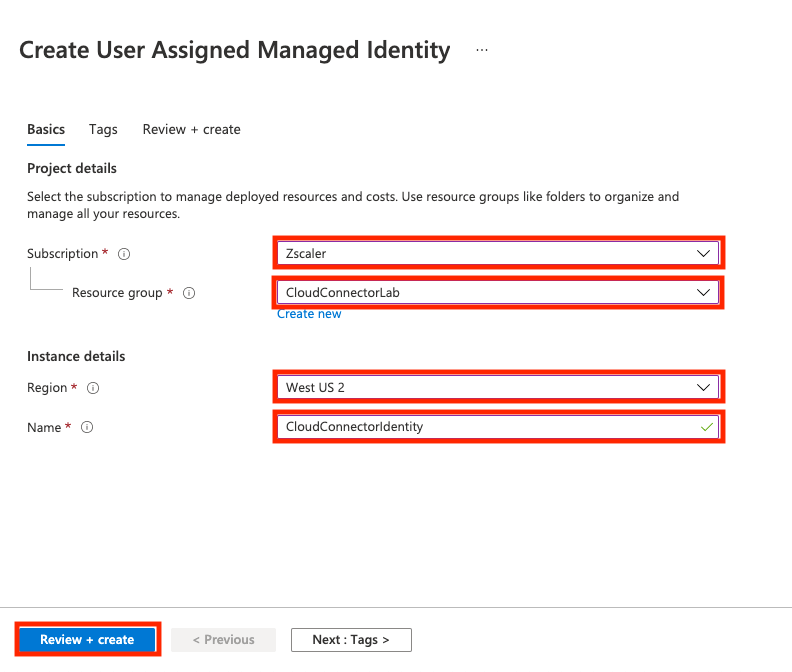 Create User Assigned Managed Identity ...
Basics Tags Review + create
Project details
Select the subscription to manage deployed resources and costs. Use resource groups like folders to organize and
manage all your resources.
Subscription * Zscaler
Resource group * CloudConnectorLab
Create new
Instance details
Region * West US 2
Name * CloudConnectorIdentity
Review + create < Previous Next : Tags >